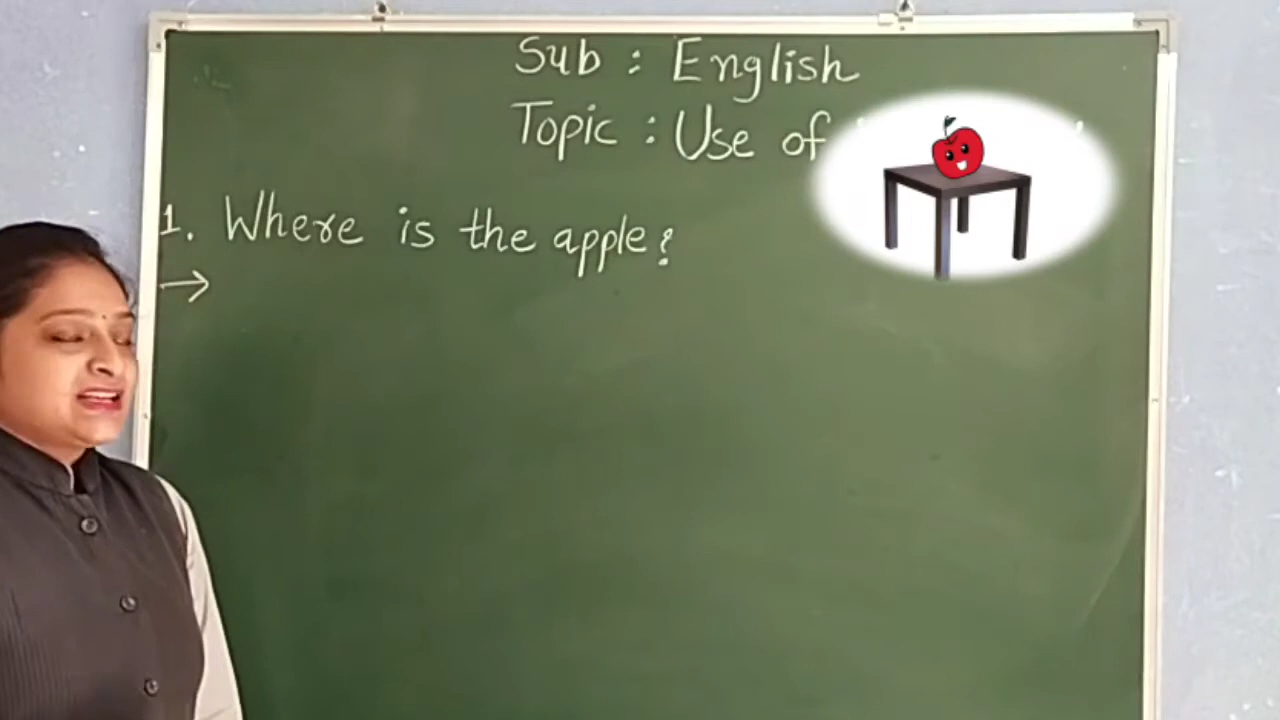 Sub : English
Topic : Use of
1. Where is the apple?
→